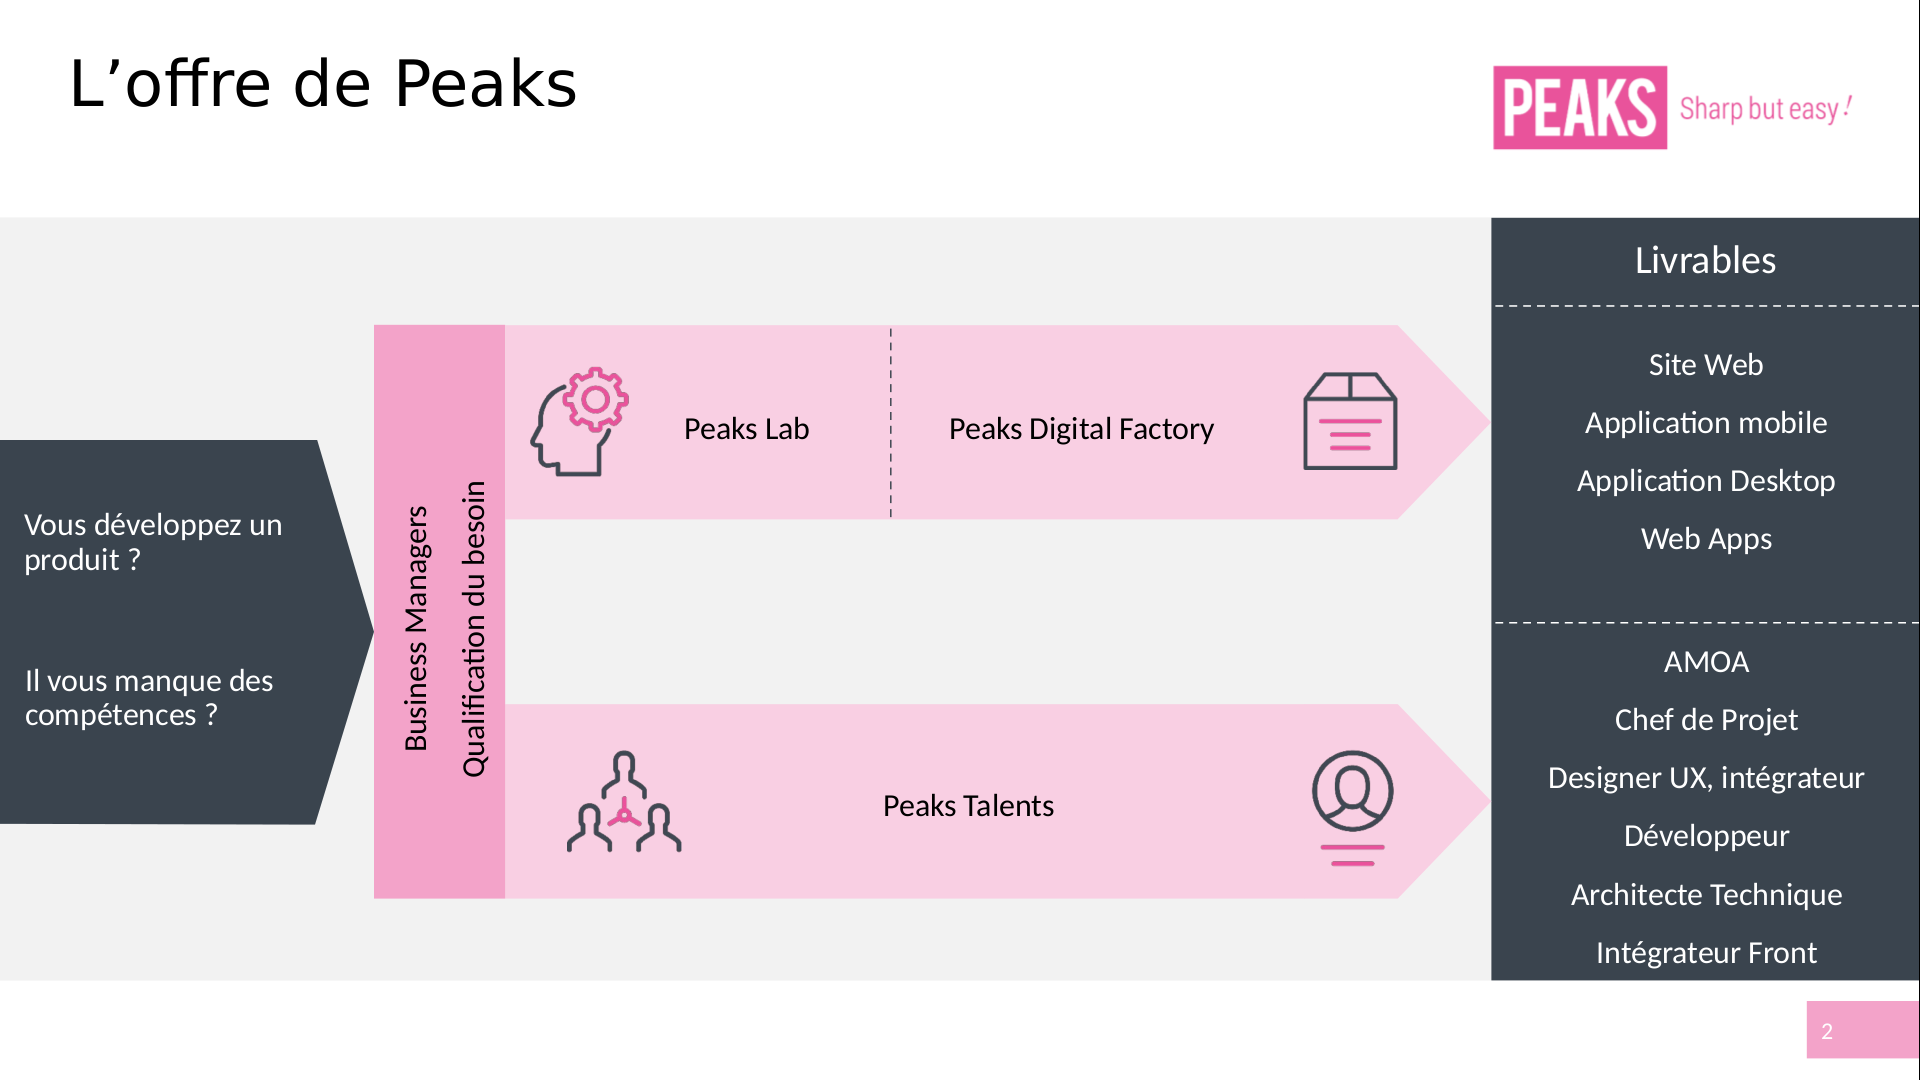 L’offre de Peaks
PEAKS Sharp but easy !
Vous développez un
produit ?
Il vous manque des
compétences ?
Business Managers
Qualification du besoin
Peaks Lab
Peaks Digital Factory
Peaks Talents
Livrables
Site Web
Application mobile
Application Desktop
Web Apps
AMOA
Chef de Projet
Designer UX, intégrateur
Développeur
Architecte Technique
Intégrateur Front
2